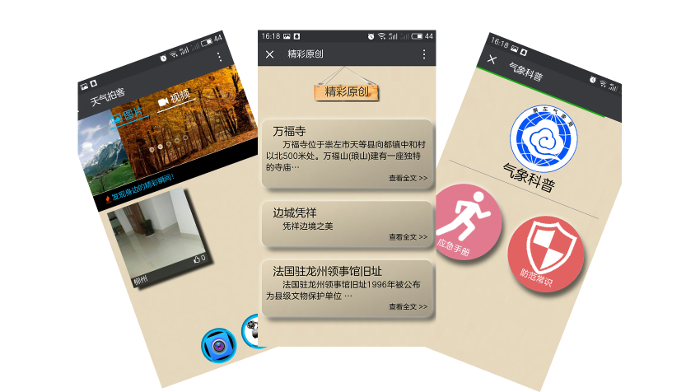 天气拍客
图片
视频
发现身边的精彩瞬间!
柳州
0
16:18
44
精彩原创
精彩原创
万福寺
万福寺位于崇左市天等县向都镇中和村
以北500米处。万福山(琅山)建有一座独特
的寺庙…
查看全文 >>
边城凭祥
凭祥边境之美
查看全文 >>
法国驻龙州领事馆旧址
法国驻龙州领事馆旧址1996年被公布
为县级文物保护单位 …
查看全文 >>
16:18
气象科普
崇左气象局
气象科普
应急手册
防范常识